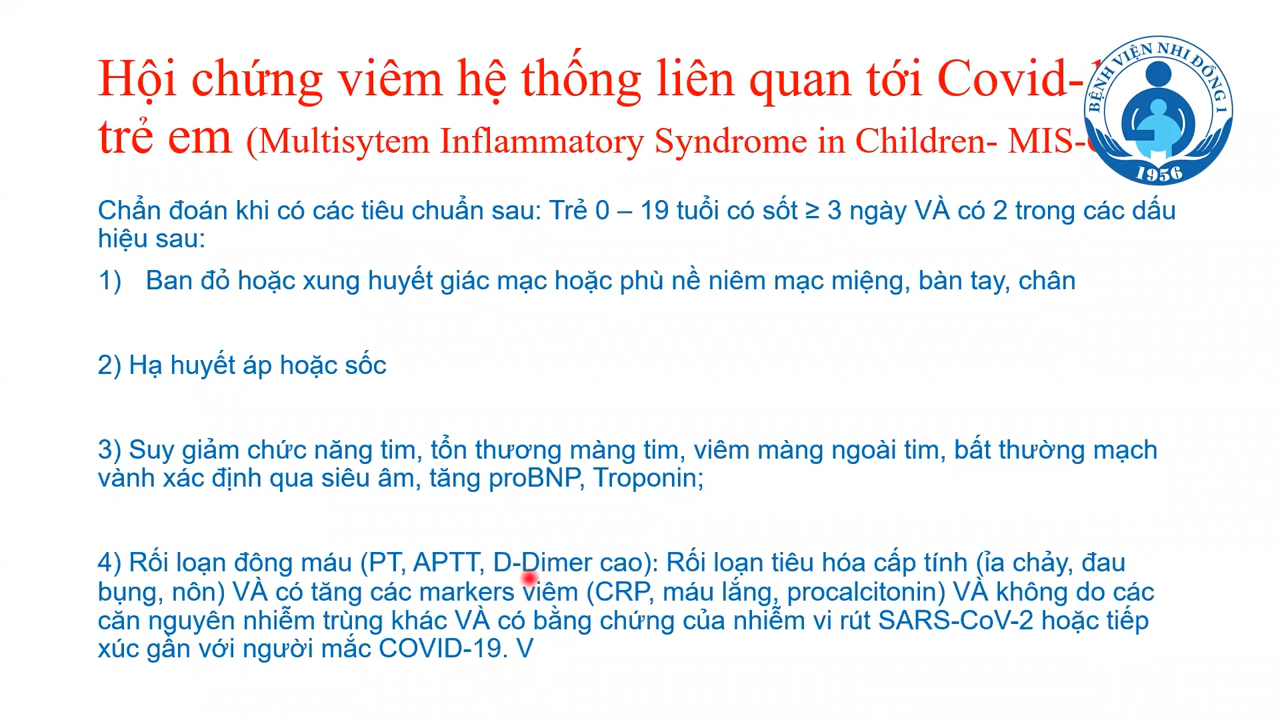 Hội chứng viêm hệ thống liên quan tới Covid-
trẻ em (Multisytem Inflammatory Syndrome in Children- MIS-
BỆNH VIỆN NHI ĐỒNG 1
1956
Chẩn đoán khi có các tiêu chuẩn sau: Trẻ 0 – 19 tuổi có sốt ≥ 3 ngày VÀ có 2 trong các dấu
hiệu sau:
1) Ban đỏ hoặc xung huyết giác mạc hoặc phù nề niêm mạc miệng, bàn tay, chân
2) Hạ huyết áp hoặc sốc
3) Suy giảm chức năng tim, tổn thương màng tim, viêm màng ngoài tim, bất thường mạch
vành xác định qua siêu âm, tăng proBNP, Troponin;
4) Rối loạn đông máu (PT, APTT, D-Dimer cao): Rối loạn tiêu hóa cấp tính (ỉa chảy, đau
bụng, nôn) VÀ có tăng các markers viêm (CRP, máu lắng, procalcitonin) VÀ không do các
căn nguyên nhiễm trùng khác VÀ có bằng chứng của nhiễm vi rút SARS-CoV-2 hoặc tiếp
xúc gần với người mắc COVID-19. V